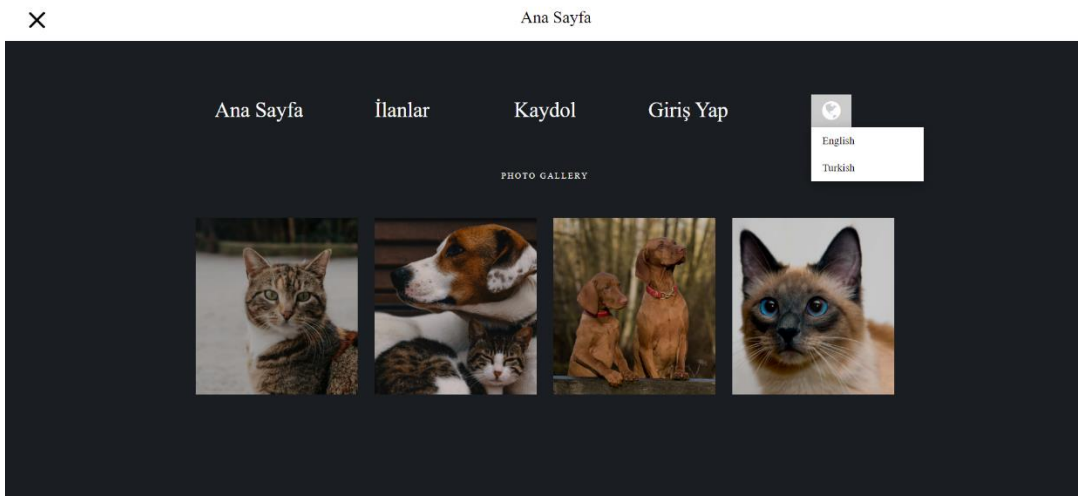 Ana Sayfa
Ana Sayfa İlanlar Kaydol Giriş Yap
English
Turkish
PHOTO GALLERY